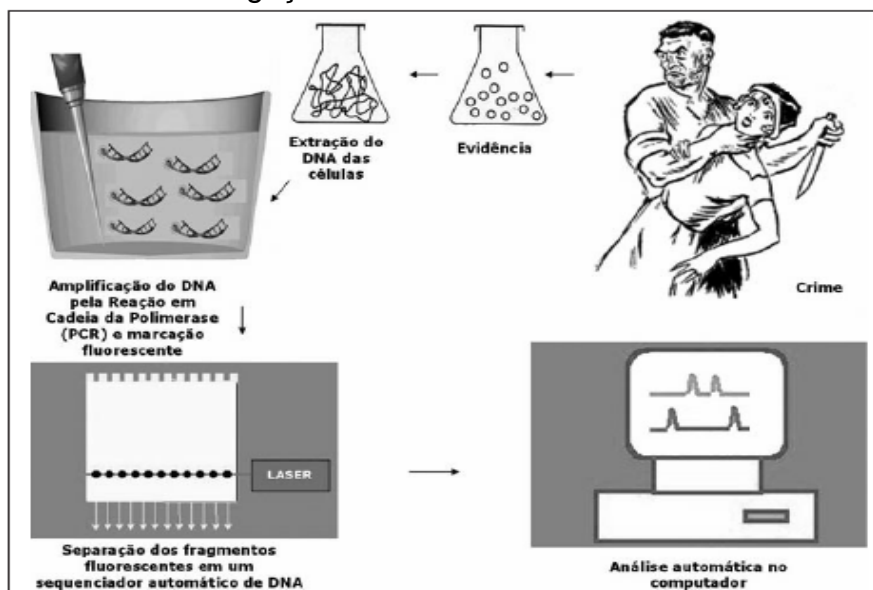 Extração do
DNA das
células
Evidência
Crime
Amplificação do DNA
pela Reação em
Cadeia da Polimerase
(PCR) e marcação
fluorescente
LASER
Separação dos fragmentos
fluorescentes em um
sequenciador automático de DNA
Análise automática no
computador